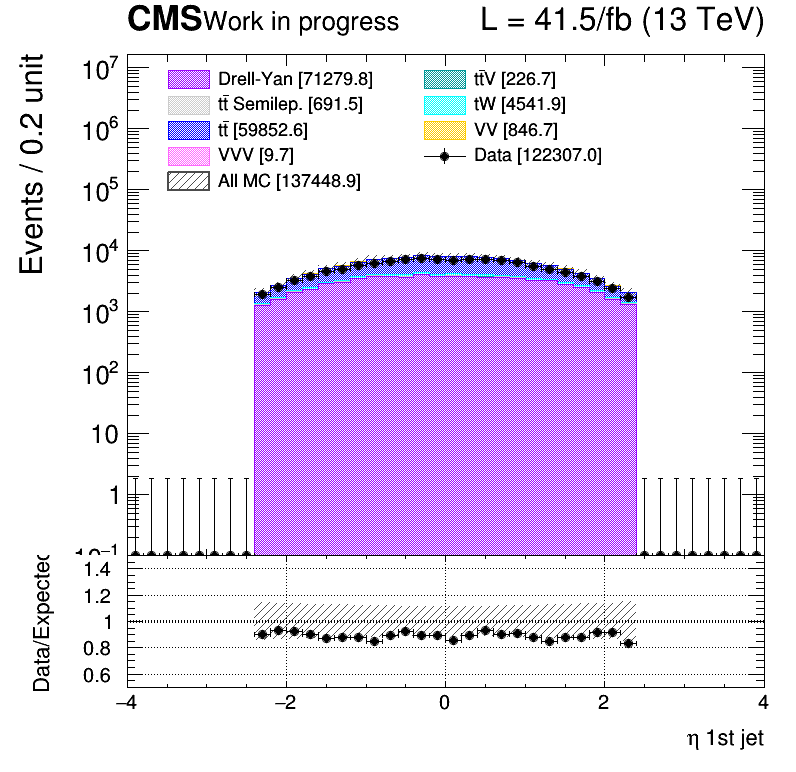 CMS Work in progress L = 41.5/fb (13 TeV)
Events / 0.2 unit
10⁷
10⁶
10⁵
10⁴
10³
10²
10
1
10⁻¹
Drell-Yan [71279.8]
tt̄ Semilep. [691.5]
tt̄ [59852.6]
VVV [9.7]
All MC [137448.9]
tt̄V [226.7]
tW [4541.9]
VV [846.7]
Data [122307.0]
Data/Expected
1.4
1.2
1
0.8
0.6
−4 −2 0 2 4
η 1st jet